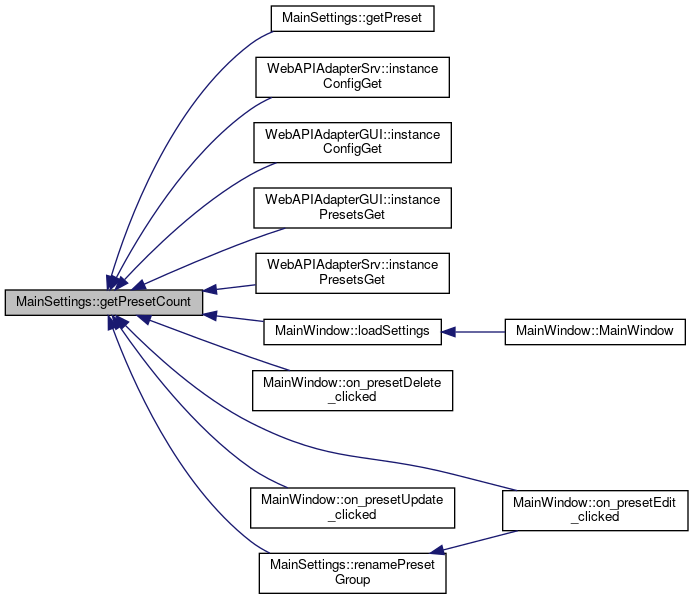 MainSettings::getPreset
WebAPIAdapterSrv::instance
ConfigGet
WebAPIAdapterGUI::instance
ConfigGet
WebAPIAdapterGUI::instance
PresetsGet
WebAPIAdapterSrv::instance
PresetsGet
MainSettings::getPresetCount
MainWindow::loadSettings
MainWindow::MainWindow
MainWindow::on_presetDelete
_clicked
MainWindow::on_presetUpdate
_clicked
MainWindow::on_presetEdit
_clicked
MainSettings::renamePreset
Group